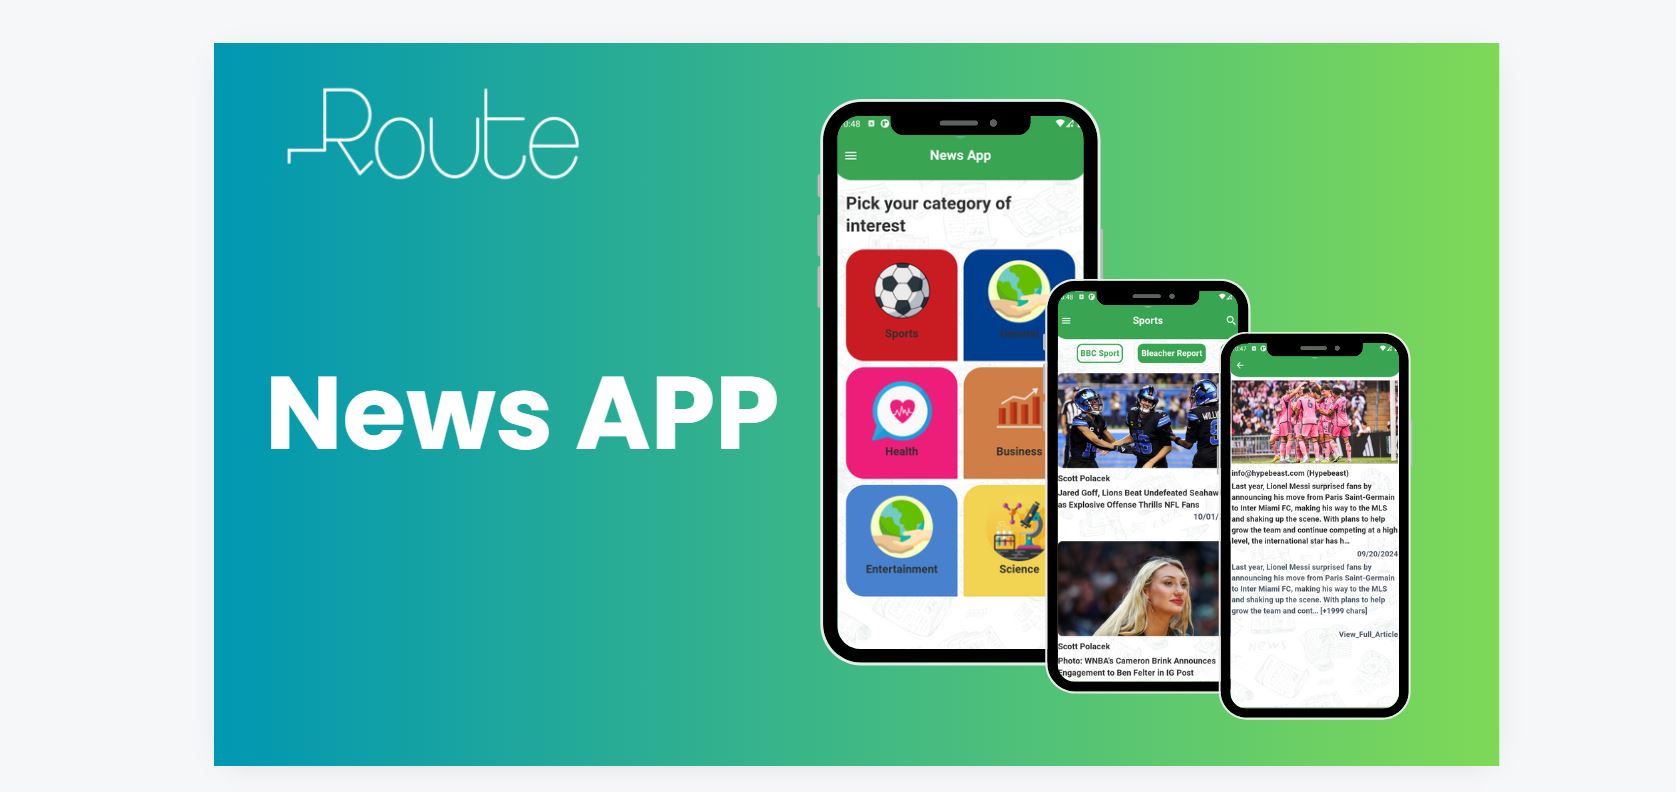 Route
News APP
0:48
News App
Pick your category of
interest
Sports
General
Health
Business
Entertainment
Science
Sports
BBC Sport
Bleacher Report
Scott Polacek
Jared Goff, Lions Beat Undefeated Seahaw
as Explosive Offense Thrills NFL Fans
10/01/
Scott Polacek
Photo: WNBA's Cameron Brink Announces
Engagement to Ben Felter in IG Post
info@hypebeast.com (Hypebeast)
Last year, Lionel Messi surprised fans by
announcing his move from Paris Saint-Germain
to Inter Miami FC, making his way to the MLS
and shaking up the scene. With plans to help
grow the team and continue competing at a high
level, the international star has h…
09/20/2024
Last year, Lionel Messi surprised fans by
announcing his move from Paris Saint-Germain
to Inter Miami FC, making his way to the MLS
and shaking up the scene. With plans to help
grow the team and cont… [+1999 chars]
View_Full_Article